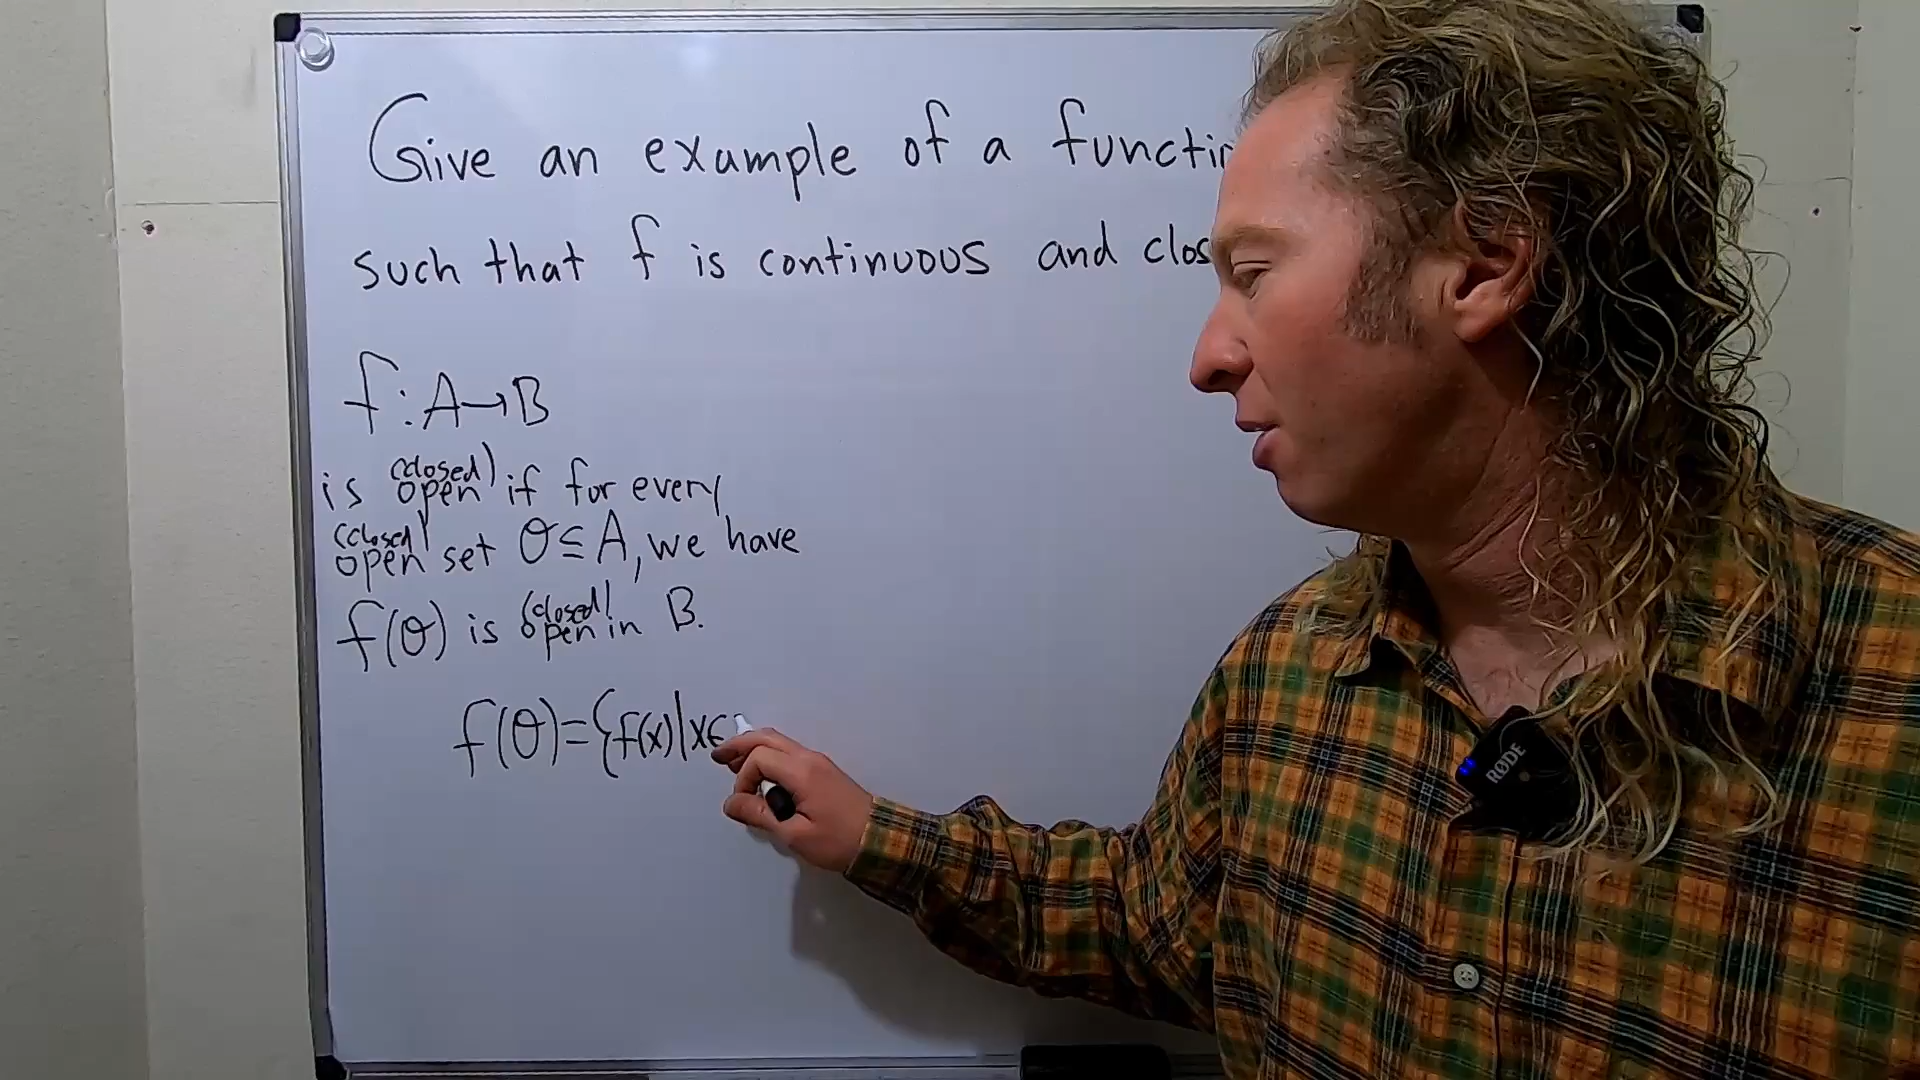 Give an example of a functi
such that f is continuous and clos
f: A→B
is (closed) open if for every
(closed) open set O⊆A, we have
f(O) is (closed) open in B.
f(O)={f(x)|x∈
RØDE